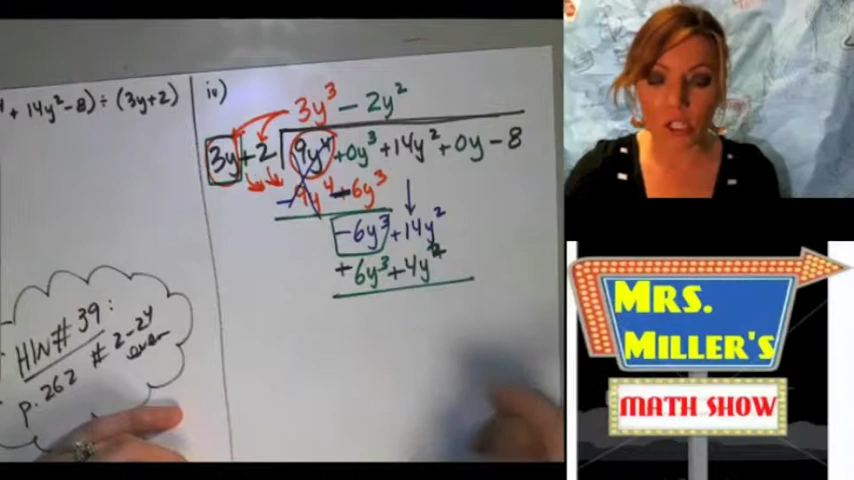 + 14y² - 8) ÷ (3y+2)
iv)
3y³ - 2y²
3y+2 9y⁴ +0y³ +14y² +0y - 8
- 9y⁴ - 6y³
-6y³ +14y²
+6y³ +4y²
HW # 39:
p. 262 # 2-24
even
MRS.
MILLER'S
MATH SHOW